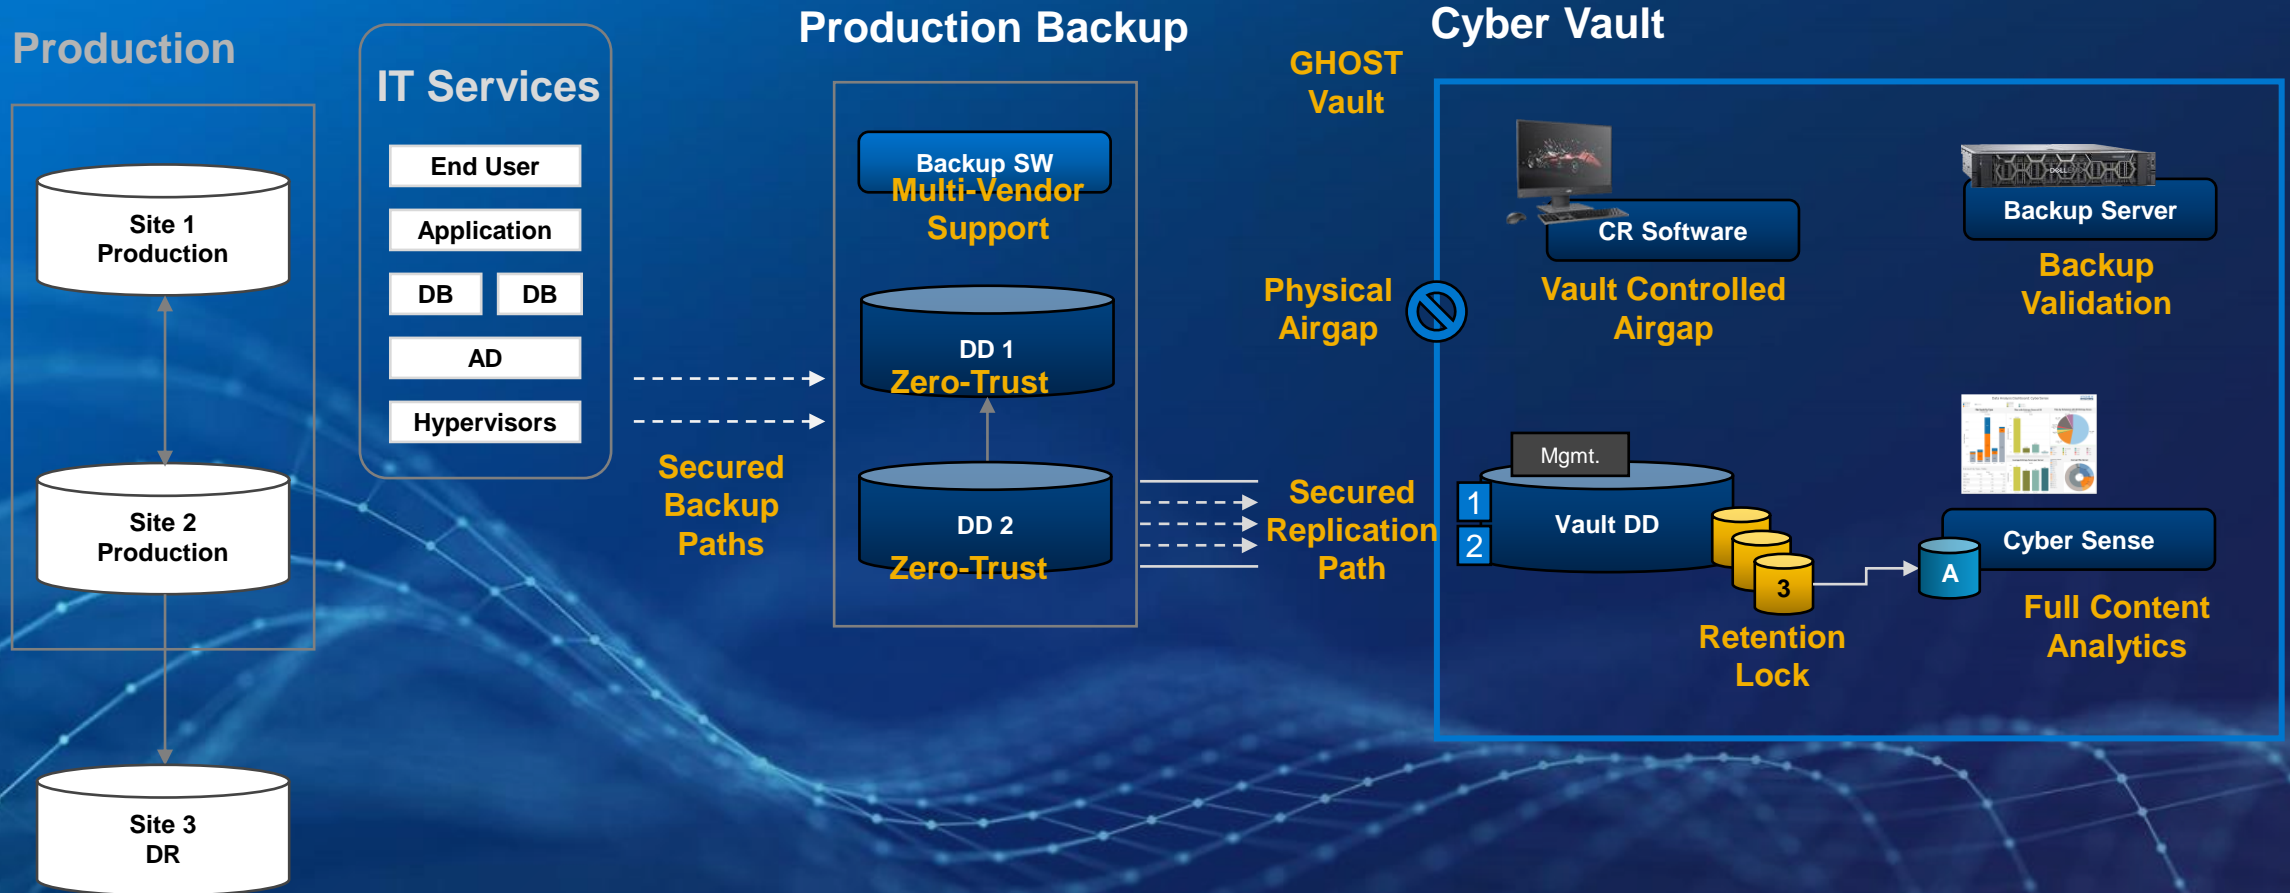 Production
IT Services
Production Backup
Cyber Vault
GHOST
Vault
Site 1
Production
Site 2
Production
Site 3
DR
End User
Application
DB
DB
AD
Hypervisors
Secured
Backup
Paths
Backup SW
Multi-Vendor
Support
DD 1
Zero-Trust
DD 2
Zero-Trust
Physical
Airgap
Secured
Replication
Path
CR Software
Vault Controlled
Airgap
Backup Server
Backup
Validation
Mgmt.
1
2
Vault DD
3
Retention
Lock
A
Cyber Sense
Full Content
Analytics